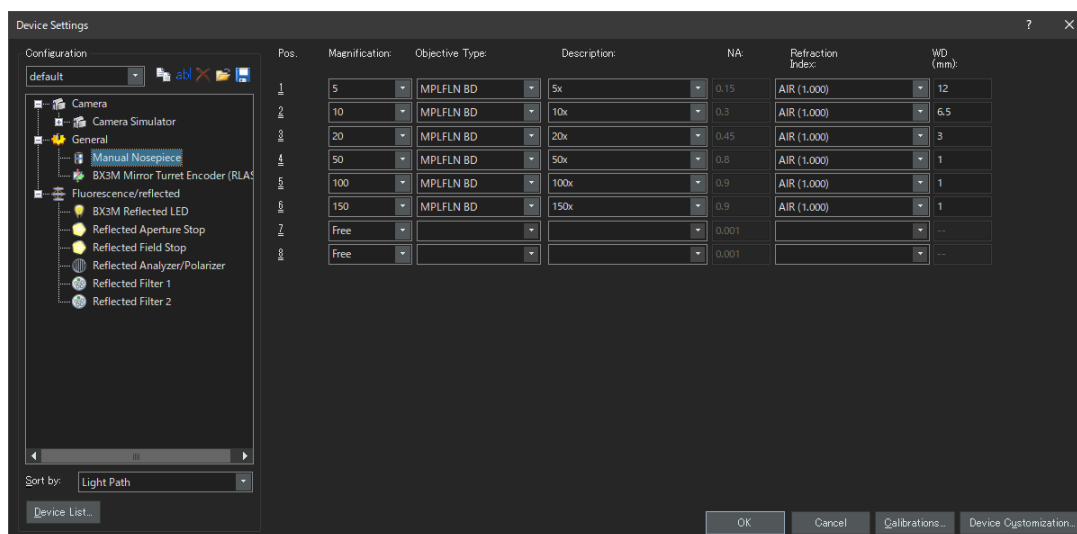 Device Settings
?
X
Configuration
default
abl
Camera
Camera Simulator
General
Manual Nosepiece
BX3M Mirror Turret Encoder (RLAS
Fluorescence/reflected
BX3M Reflected LED
Reflected Aperture Stop
Reflected Field Stop
Reflected Analyzer/Polarizer
Reflected Filter 1
Reflected Filter 2
Sort by: Light Path
Device List...
Pos. Magnification: Objective Type: Description: NA: Refraction Index: WD (mm):
1 5 MPLFLN BD 5x 0.15 AIR (1.000) 12
2 10 MPLFLN BD 10x 0.3 AIR (1.000) 6.5
3 20 MPLFLN BD 20x 0.45 AIR (1.000) 3
4 50 MPLFLN BD 50x 0.8 AIR (1.000) 1
5 100 MPLFLN BD 100x 0.9 AIR (1.000) 1
6 150 MPLFLN BD 150x 0.9 AIR (1.000) 1
7 Free 0.001 --
8 Free 0.001 --
OK Cancel Calibrations... Device Customization...